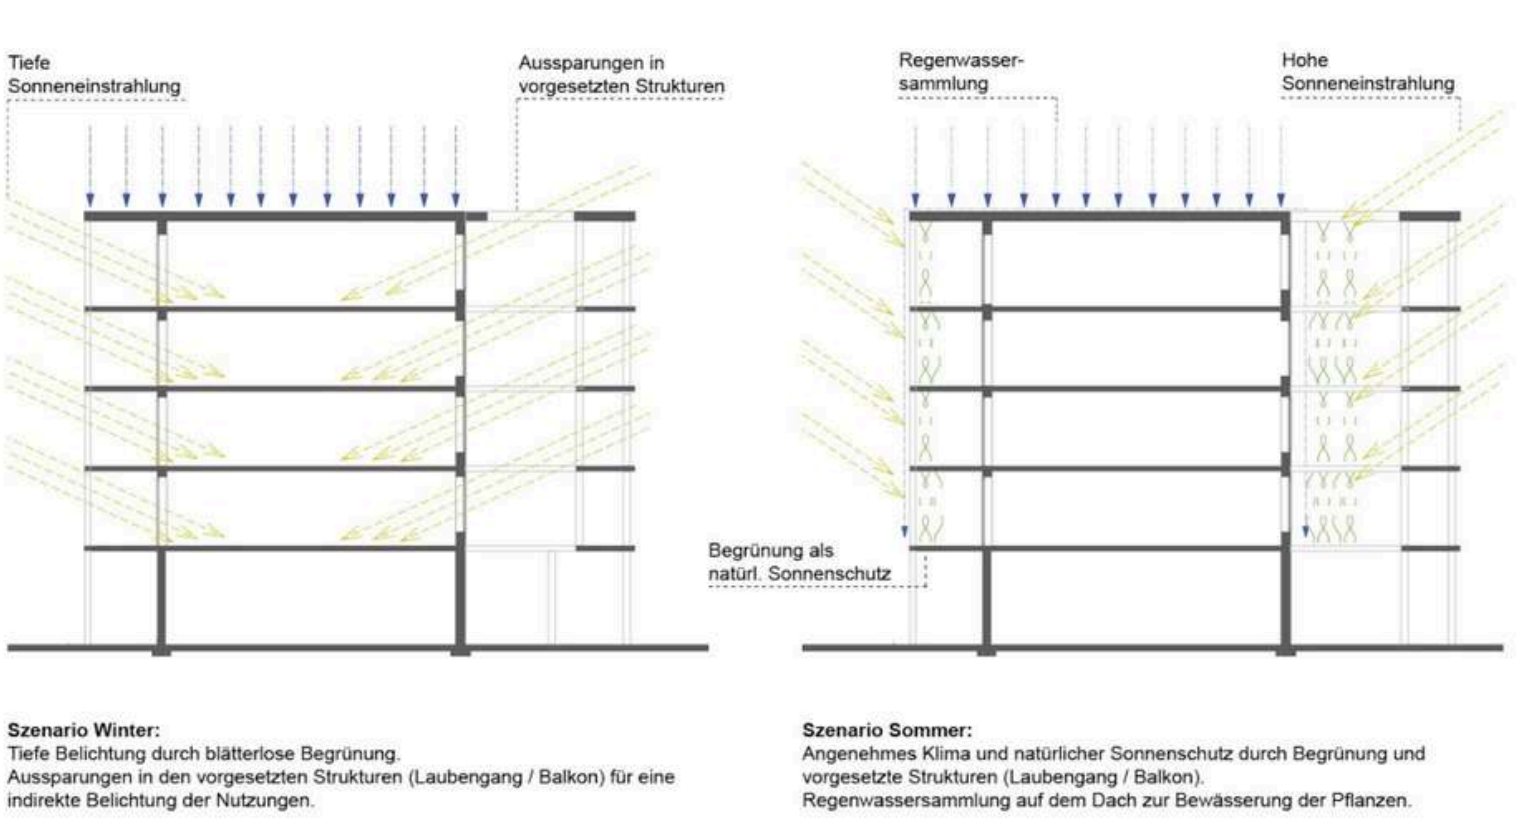 Tiefe
Sonneneinstrahlung
Aussparungen in
vorgesetzten Strukturen
Regenwasser-
sammlung
Hohe
Sonneneinstrahlung
Begrünung als
natürl. Sonnenschutz
Szenario Winter:
Tiefe Belichtung durch blätterlose Begrünung.
Aussparungen in den vorgesetzten Strukturen (Laubengang / Balkon) für eine
indirekte Belichtung der Nutzungen.
Szenario Sommer:
Angenehmes Klima und natürlicher Sonnenschutz durch Begrünung und
vorgesetzte Strukturen (Laubengang / Balkon).
Regenwassersammlung auf dem Dach zur Bewässerung der Pflanzen.